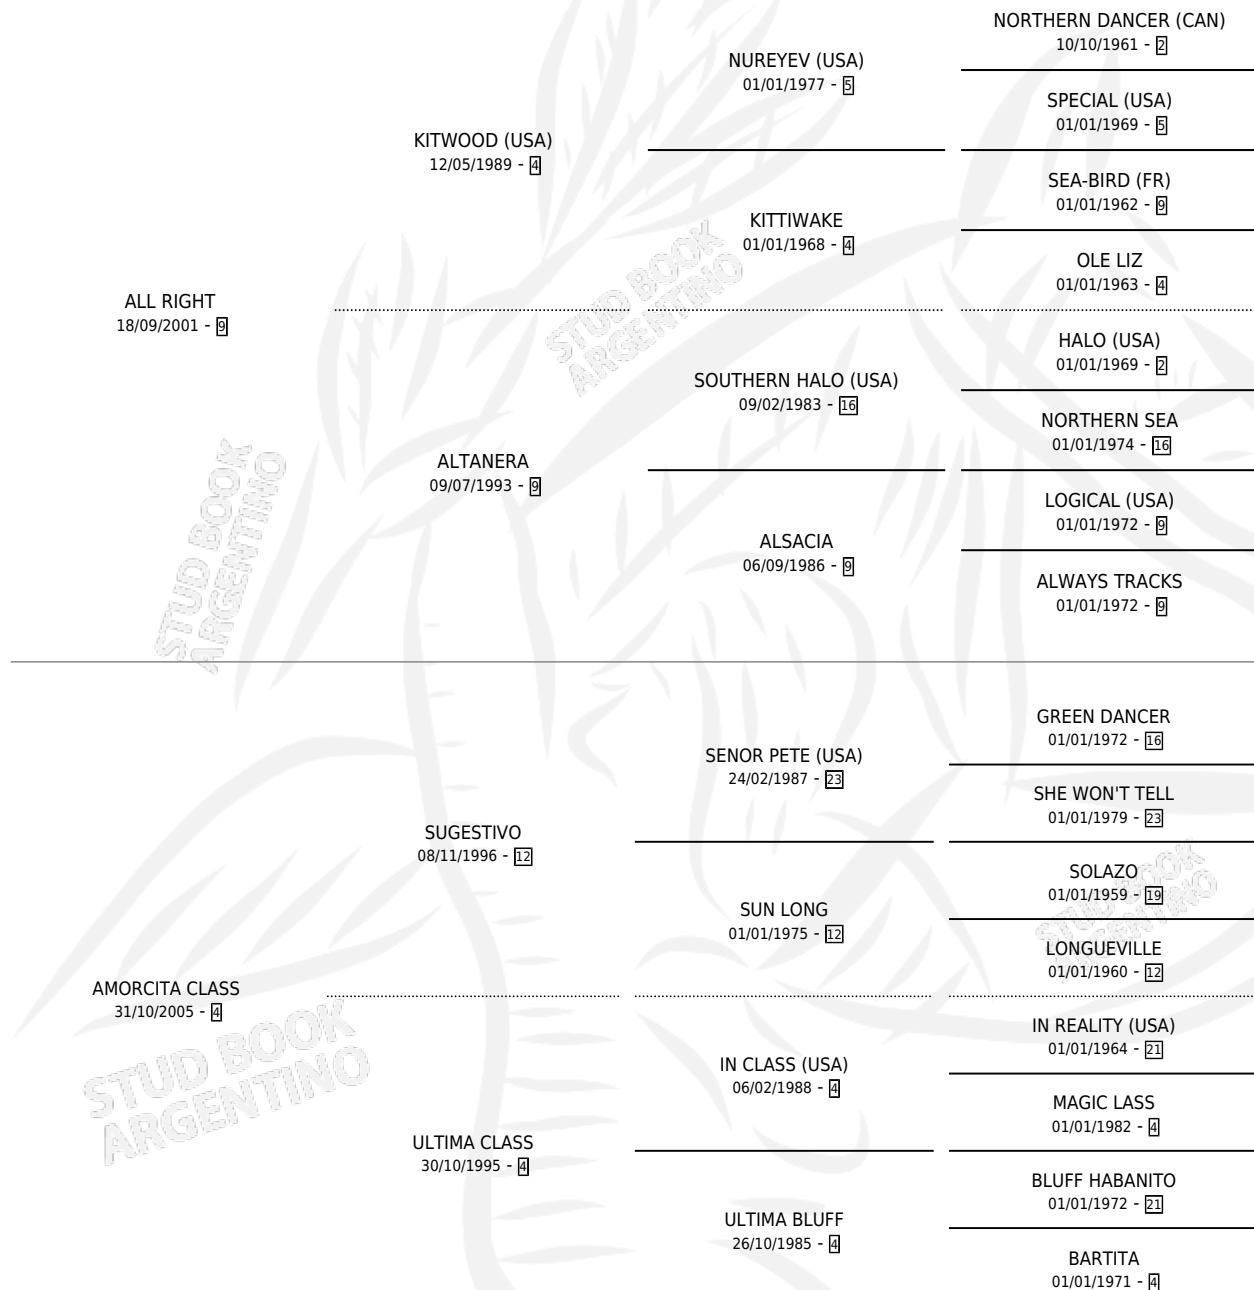 NORTHERN DANCER (CAN)
10/10/1961 - 2
NUREYEV (USA)
01/01/1977 - 5
SPECIAL (USA)
01/01/1969 - 5
KITWOOD (USA)
12/05/1989 - 4
SEA-BIRD (FR)
01/01/1962 - 9
KITTIWAKE
01/01/1968 - 4
OLE LIZ
01/01/1963 - 4
ALL RIGHT
18/09/2001 - 9
HALO (USA)
01/01/1969 - 2
SOUTHERN HALO (USA)
09/02/1983 - 16
NORTHERN SEA
01/01/1974 - 16
ALTANERA
09/07/1993 - 9
LOGICAL (USA)
01/01/1972 - 9
ALSACIA
06/09/1986 - 9
ALWAYS TRACKS
01/01/1972 - 9
STUD BOOK
ARGENTINO
STUD BOOK
ARGENTINO
GREEN DANCER
01/01/1972 - 16
SENOR PETE (USA)
24/02/1987 - 23
SHE WON'T TELL
01/01/1979 - 23
SUGESTIVO
08/11/1996 - 12
SOLAZO
01/01/1959 - 19
SUN LONG
01/01/1975 - 12
LONGUEVILLE
01/01/1960 - 12
STUD BOOK
ARGENTINO
AMORCITA CLASS
31/10/2005 - 4
IN REALITY (USA)
01/01/1964 - 21
IN CLASS (USA)
06/02/1988 - 4
MAGIC LASS
01/01/1982 - 4
STUD BOOK
ARGENTINO
ULTIMA CLASS
30/10/1995 - 4
BLUFF HABANITO
01/01/1972 - 21
ULTIMA BLUFF
26/10/1985 - 4
BARTITA
01/01/1971 - 4